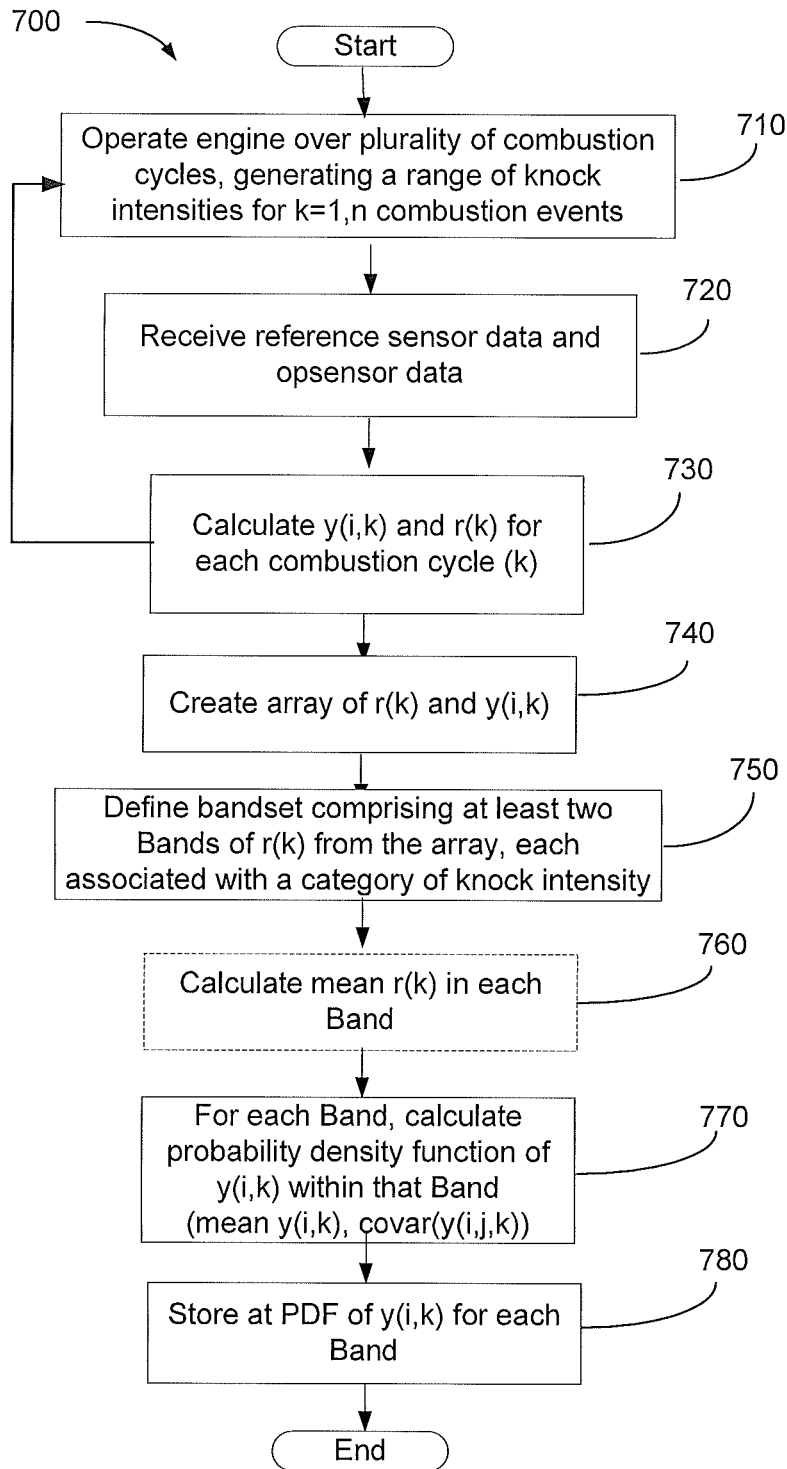 700
Start
Operate engine over plurality of combustion
cycles, generating a range of knock
intensities for k=1,n combustion events
710
Receive reference sensor data and
opsensor data
720
Calculate y(i,k) and r(k) for
each combustion cycle (k)
730
Create array of r(k) and y(i,k)
740
Define bandset comprising at least two
Bands of r(k) from the array, each
associated with a category of knock intensity
750
Calculate mean r(k) in each
Band
760
For each Band, calculate
probability density function of
y(i,k) within that Band
(mean y(i,k), covar(y(i,j,k))
770
Store at PDF of y(i,k) for each
Band
780
End